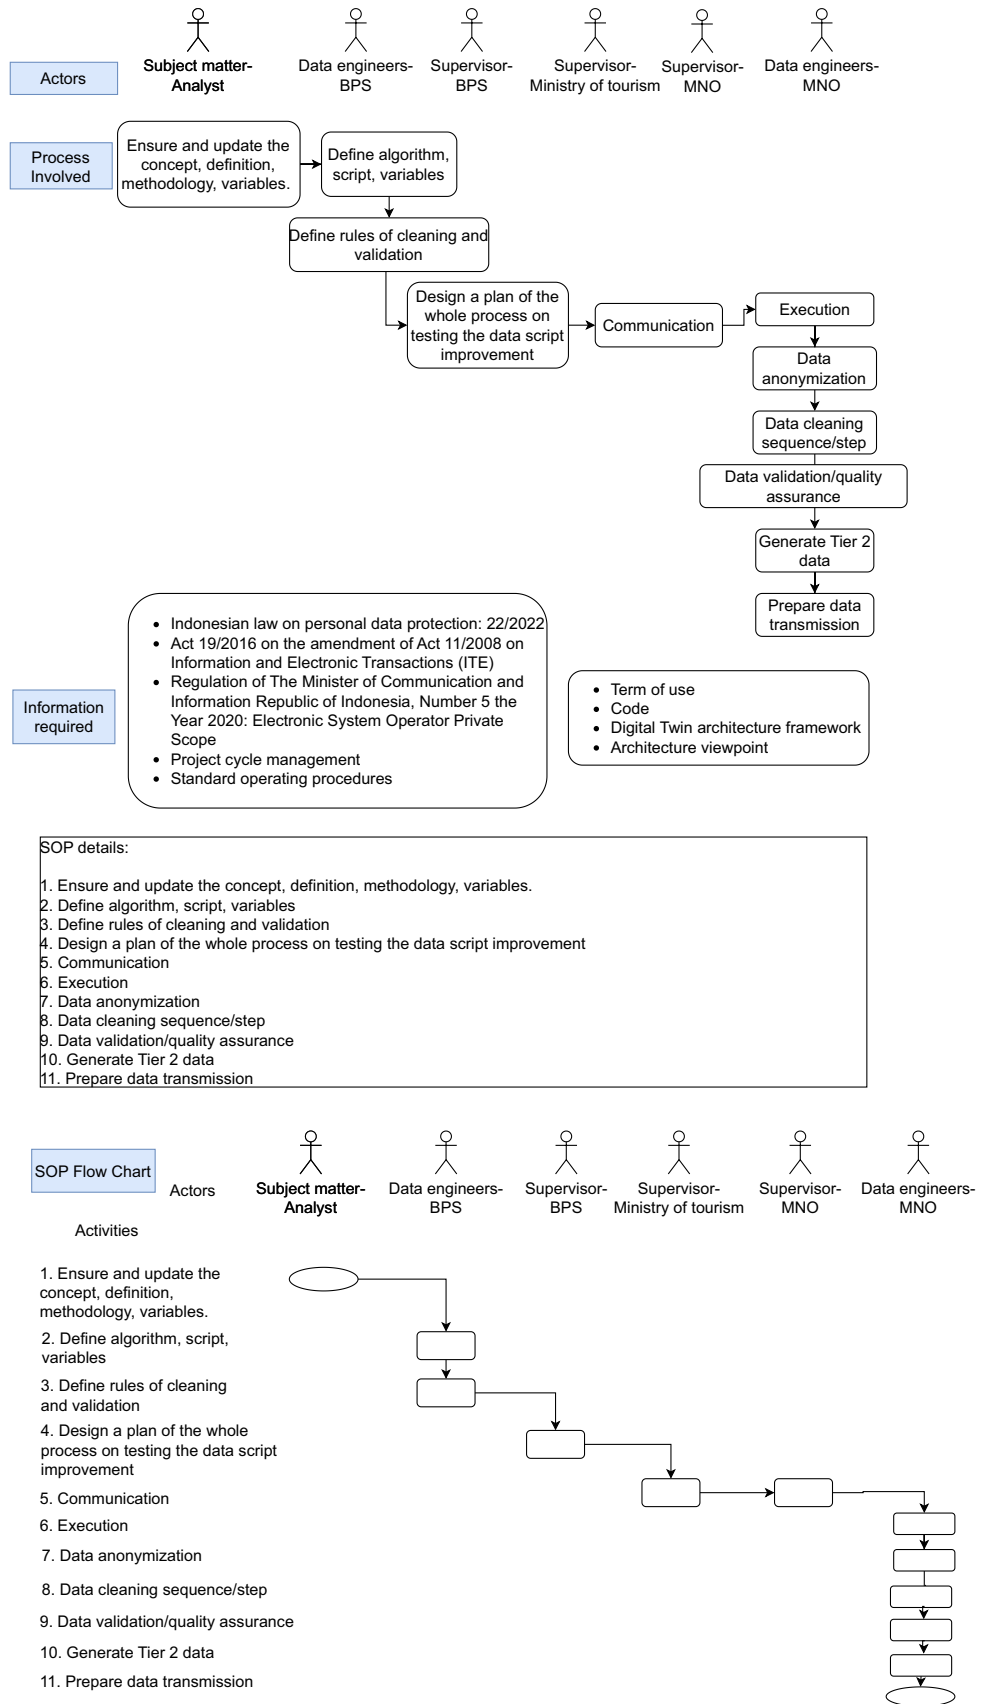 Actors
Subject matter-
Analyst
Data engineers-
BPS
Supervisor-
BPS
Supervisor-
Ministry of tourism
Supervisor-
MNO
Data engineers-
MNO
Process
Involved
Ensure and update the
concept, definition,
methodology, variables.
Define algorithm,
script, variables
Define rules of cleaning and
validation
Design a plan of the
whole process on
testing the data script
improvement
Communication
Execution
Data
anonymization
Data cleaning
sequence/step
Data validation/quality
assurance
Generate Tier 2
data
Prepare data
transmission
Information
required
• Indonesian law on personal data protection: 22/2022
• Act 19/2016 on the amendment of Act 11/2008 on
Information and Electronic Transactions (ITE)
• Regulation of The Minister of Communication and
Information Republic of Indonesia, Number 5 the
Year 2020: Electronic System Operator Private
Scope
• Project cycle management
• Standard operating procedures
• Term of use
• Code
• Digital Twin architecture framework
• Architecture viewpoint
SOP details:
1. Ensure and update the concept, definition, methodology, variables.
2. Define algorithm, script, variables
3. Define rules of cleaning and validation
4. Design a plan of the whole process on testing the data script improvement
5. Communication
6. Execution
7. Data anonymization
8. Data cleaning sequence/step
9. Data validation/quality assurance
10. Generate Tier 2 data
11. Prepare data transmission
SOP Flow Chart
Actors
Subject matter-
Analyst
Data engineers-
BPS
Supervisor-
BPS
Supervisor-
Ministry of tourism
Supervisor-
MNO
Data engineers-
MNO
Activities
1. Ensure and update the
concept, definition,
methodology, variables.
2. Define algorithm, script,
variables
3. Define rules of cleaning
and validation
4. Design a plan of the whole
process on testing the data script
improvement
5. Communication
6. Execution
7. Data anonymization
8. Data cleaning sequence/step
9. Data validation/quality assurance
10. Generate Tier 2 data
11. Prepare data transmission